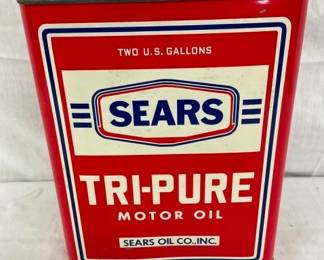 TWO U.S. GALLONS
SEARS
TRI-PURE
MOTOR OIL
SEARS OIL CO., INC.